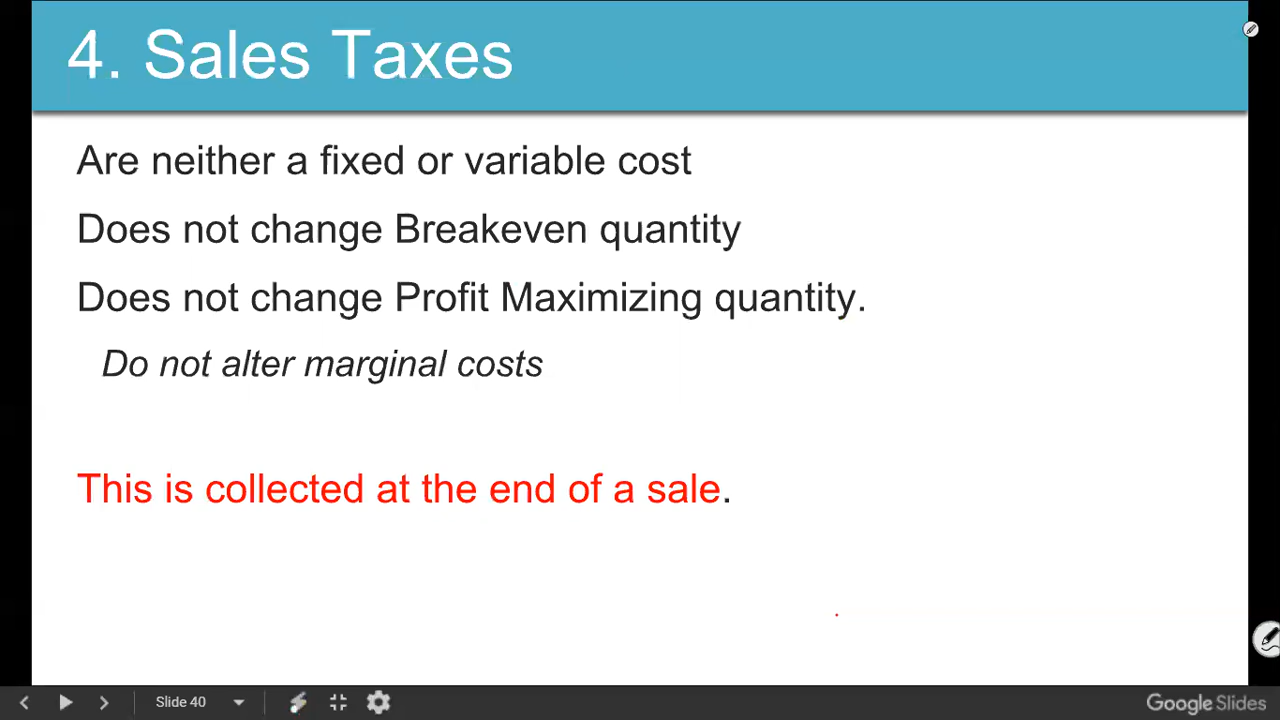 4. Sales Taxes
Are neither a fixed or variable cost
Does not change Breakeven quantity
Does not change Profit Maximizing quantity.
Do not alter marginal costs
This is collected at the end of a sale.
Slide 40
Google Slides